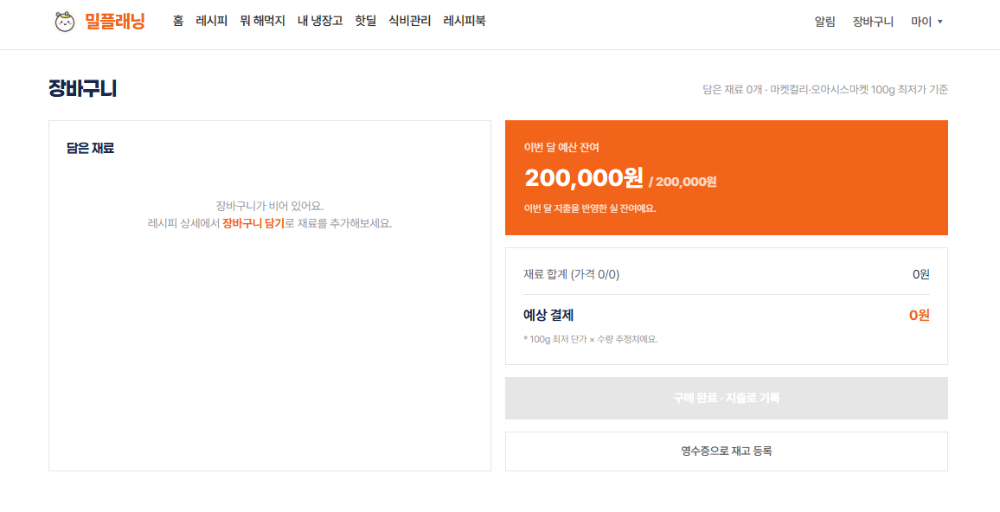 밀플래닝 홈 레시피 뭐 해먹지 내 냉장고 핫딜 식비관리 레시피북 알림 장바구니 마이 ▼
장바구니
담은 재료 0개 · 마켓컬리·오아시스마켓 100g 최저가 기준
담은 재료
장바구니가 비어 있어요.
레시피 상세에서 장바구니 담기로 재료를 추가해보세요.
이번 달 예산 잔여
200,000원 / 200,000원
이번 달 지출을 반영한 실 잔여예요.
재료 합계 (가격 0/0) 0원
예상 결제 0원
* 100g 최저 단가 × 수량 추정치예요.
구매 완료 · 지출로 기록
영수증으로 재고 등록